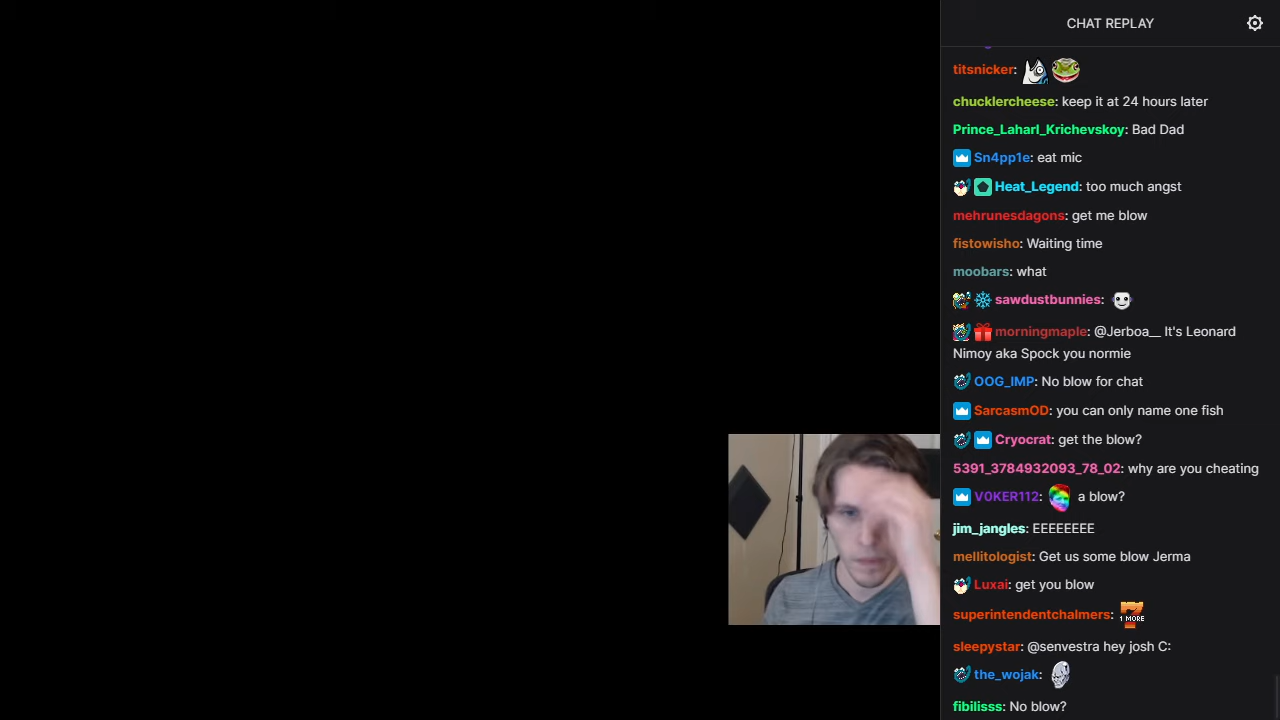 CHAT REPLAY
titsnicker:
chucklercheese: keep it at 24 hours later
Prince_Laharl_Krichevskoy: Bad Dad
Sn4pp1e: eat mic
Heat_Legend: too much angst
mehrunesdagons: get me blow
fistowisho: Waiting time
moobars: what
sawdustbunnies:
morningmaple: @Jerboa__ It's Leonard
Nimoy aka Spock you normie
OOG_IMP: No blow for chat
SarcasmOD: you can only name one fish
Cryocrat: get the blow?
5391_3784932093_78_02: why are you cheating
V0KER112: a blow?
jim_jangles: EEEEEEEE
mellitologist: Get us some blow Jerma
Luxai: get you blow
superintendentchalmers: 7 1 MORE
sleepystar: @senvestra hey josh C:
the_wojak:
fibilisss: No blow?